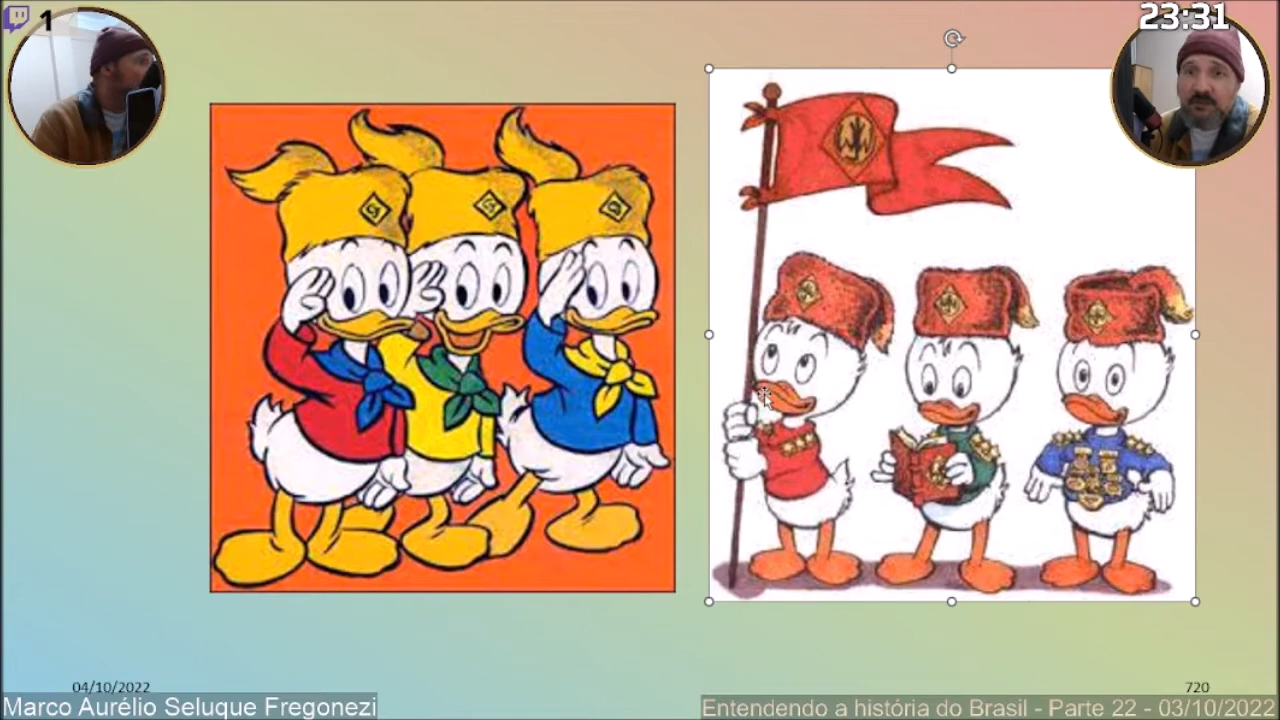 1
23:31
04/10/2022
720
Marco Aurélio Seluque Fregonezi
Entendendo a história do Brasil - Parte 22 - 03/10/2022